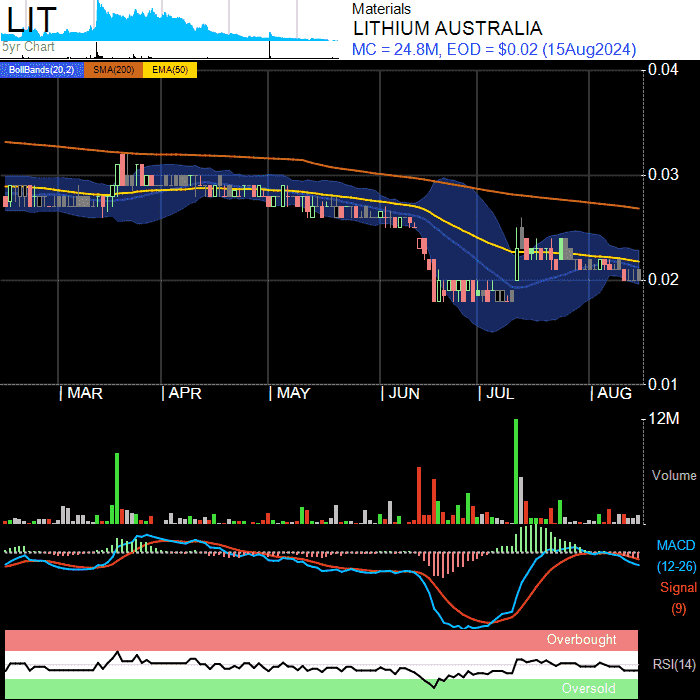 LIT
5yr Chart
Materials
LITHIUM AUSTRALIA
MC = 24.8M, EOD = $0.02 (15Aug2024)
BollBands(20,2) SMA(200) EMA(50)
0.04
0.03
0.02
0.01
MAR APR MAY JUN JUL AUG
12M
Volume
MACD
(12-26)
Signal
(9)
Overbought
RSI(14)
Oversold